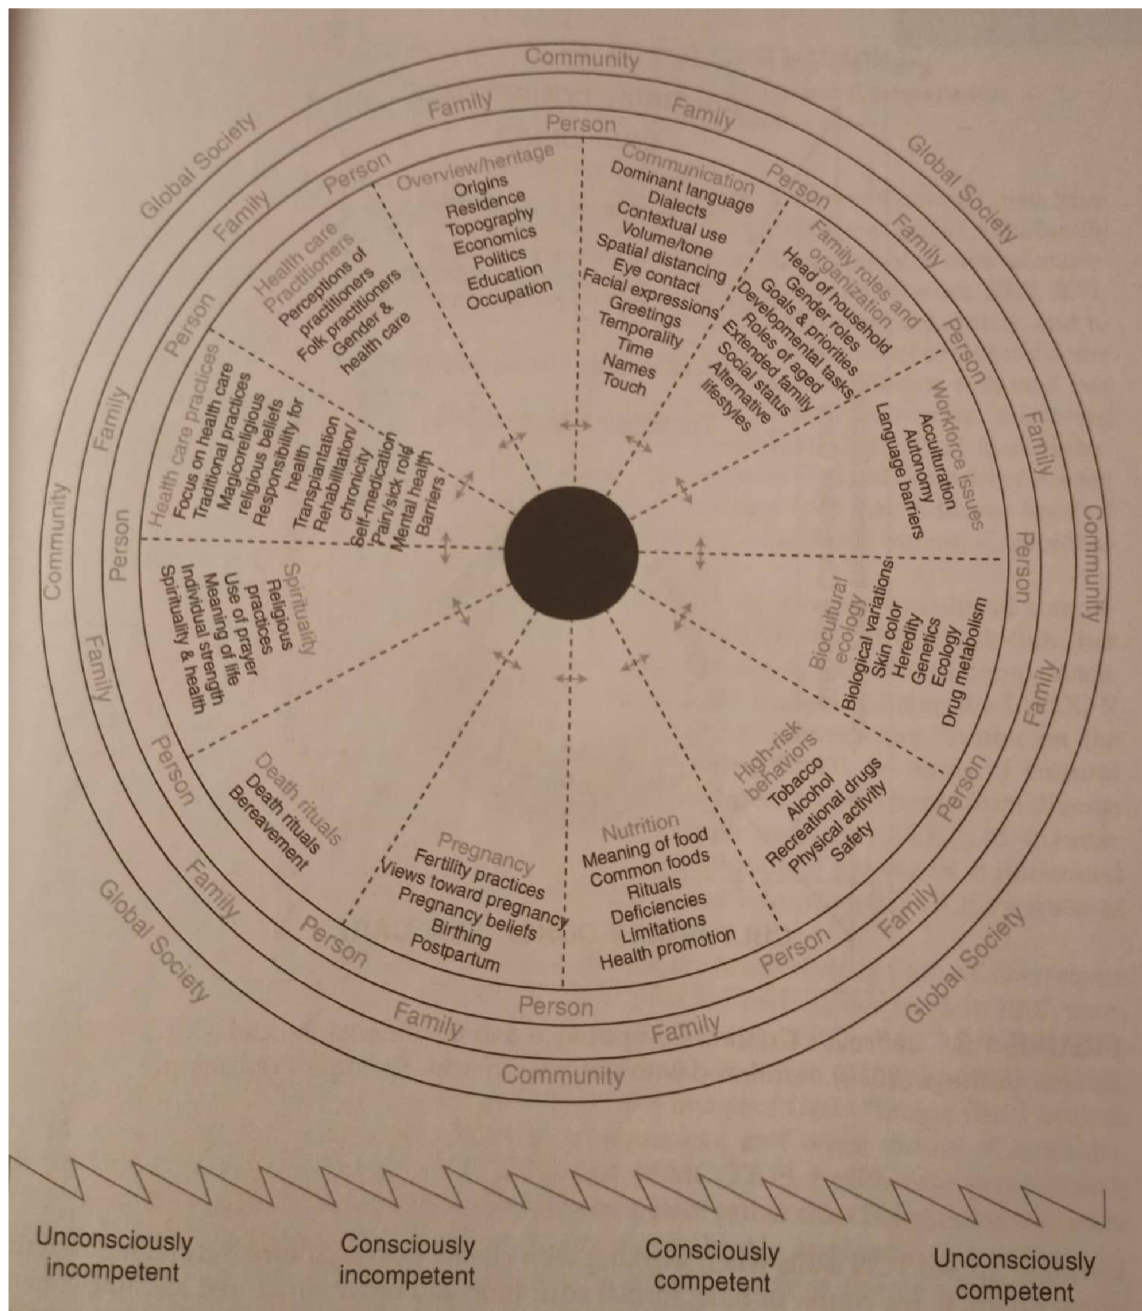 Community
Family
Family
Person
Global Society
Global Society
Person
Person
Family
Family
Overview/heritage
Origins
Residence
Topography
Economics
Politics
Education
Occupation
Communication
Dominant language
Dialects
Contextual use
Volume/tone
Spatial distancing
Eye contact
Facial expressions
Greetings
Temporality
Time
Names
Touch
Family roles and
organization
Head of household
Gender roles
Goals & priorities
Developmental tasks
Roles of aged
Extended family
Social status
Alternative
lifestyles
Person
Family
Workforce issues
Acculturation
Autonomy
Language barriers
Person
Community
Biocultural
ecology
Biological variations
Skin color
Heredity
Genetics
Ecology
Drug metabolism
Family
Person
High-risk
behaviors
Tobacco
Alcohol
Recreational drugs
Physical activity
Safety
Person
Family
Global Society
Nutrition
Meaning of food
Common foods
Rituals
Deficiencies
Limitations
Health promotion
Person
Family
Community
Pregnancy
Fertility practices
Views toward pregnancy
Pregnancy beliefs
Birthing
Postpartum
Person
Family
Death rituals
Death rituals
Bereavement
Person
Family
Global Society
Spirituality
Religious
practices
Use of prayer
Meaning of life
Individual strength
Spirituality & health
Family
Person
Community
Health care practices
Focus on health care
Traditional practices
Magicoreligious
religious beliefs
Responsibility for
health
Transplantation
Rehabilitation/
chronicity
Self-medication
Pain/sick role
Mental health
Barriers
Person
Family
Health care
Practitioners
Perceptions of
practitioners
Folk practitioners
Gender &
health care
Unconsciously
incompetent
Consciously
incompetent
Consciously
competent
Unconsciously
competent